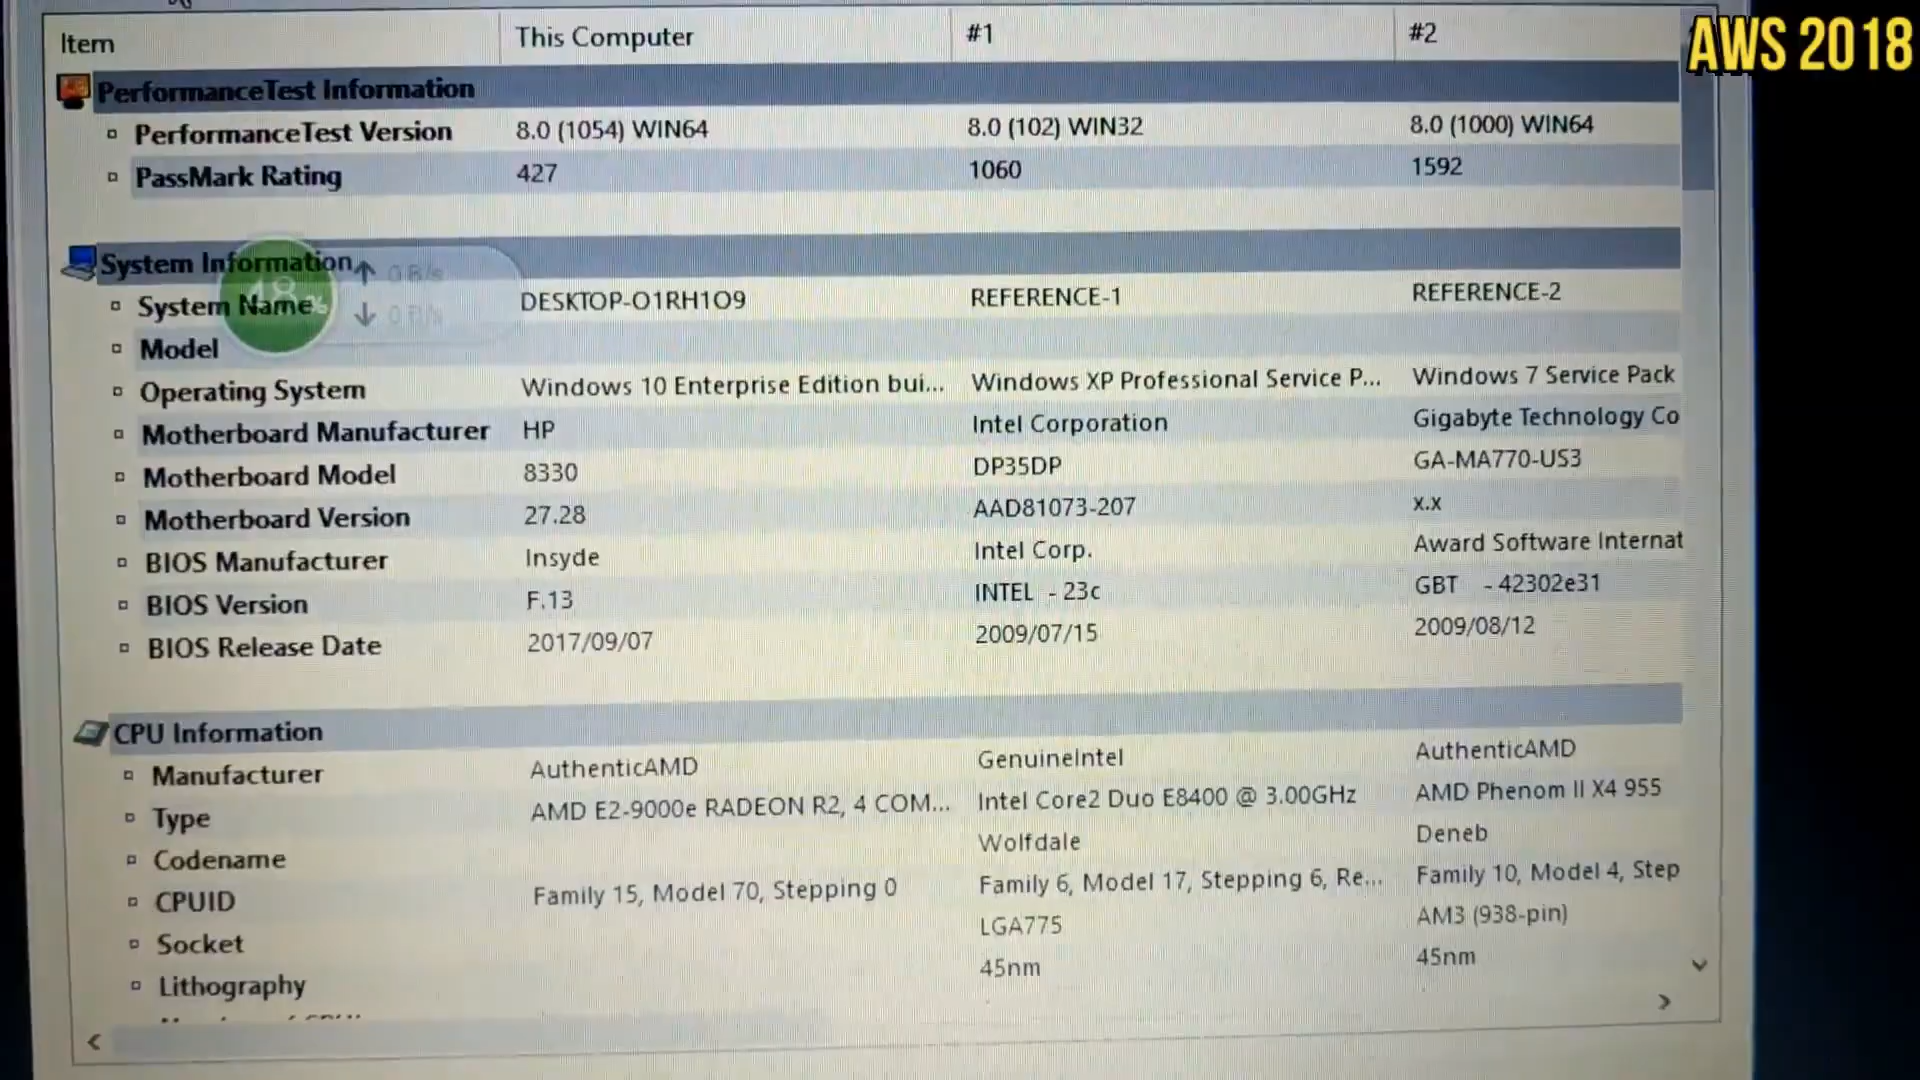 AWS 2018
Item This Computer #1 #2
PerformanceTest Information
PerformanceTest Version 8.0 (1054) WIN64 8.0 (102) WIN32 8.0 (1000) WIN64
PassMark Rating 427 1060 1592
System Information
0 B/s
System Name DESKTOP-O1RH1O9 REFERENCE-1 REFERENCE-2
0 B/s
Model
Operating System Windows 10 Enterprise Edition bui... Windows XP Professional Service P... Windows 7 Service Pack
Motherboard Manufacturer HP Intel Corporation Gigabyte Technology Co
Motherboard Model 8330 DP35DP GA-MA770-US3
Motherboard Version 27.28 AAD81073-207 x.x
BIOS Manufacturer Insyde Intel Corp. Award Software Internat
BIOS Version F.13 INTEL - 23c GBT - 42302e31
BIOS Release Date 2017/09/07 2009/07/15 2009/08/12
CPU Information
Manufacturer AuthenticAMD GenuineIntel AuthenticAMD
Type AMD E2-9000e RADEON R2, 4 COM... Intel Core2 Duo E8400 @ 3.00GHz AMD Phenom II X4 955
Codename Wolfdale Deneb
CPUID Family 15, Model 70, Stepping 0 Family 6, Model 17, Stepping 6, Re... Family 10, Model 4, Step
Socket LGA775 AM3 (938-pin)
Lithography 45nm 45nm